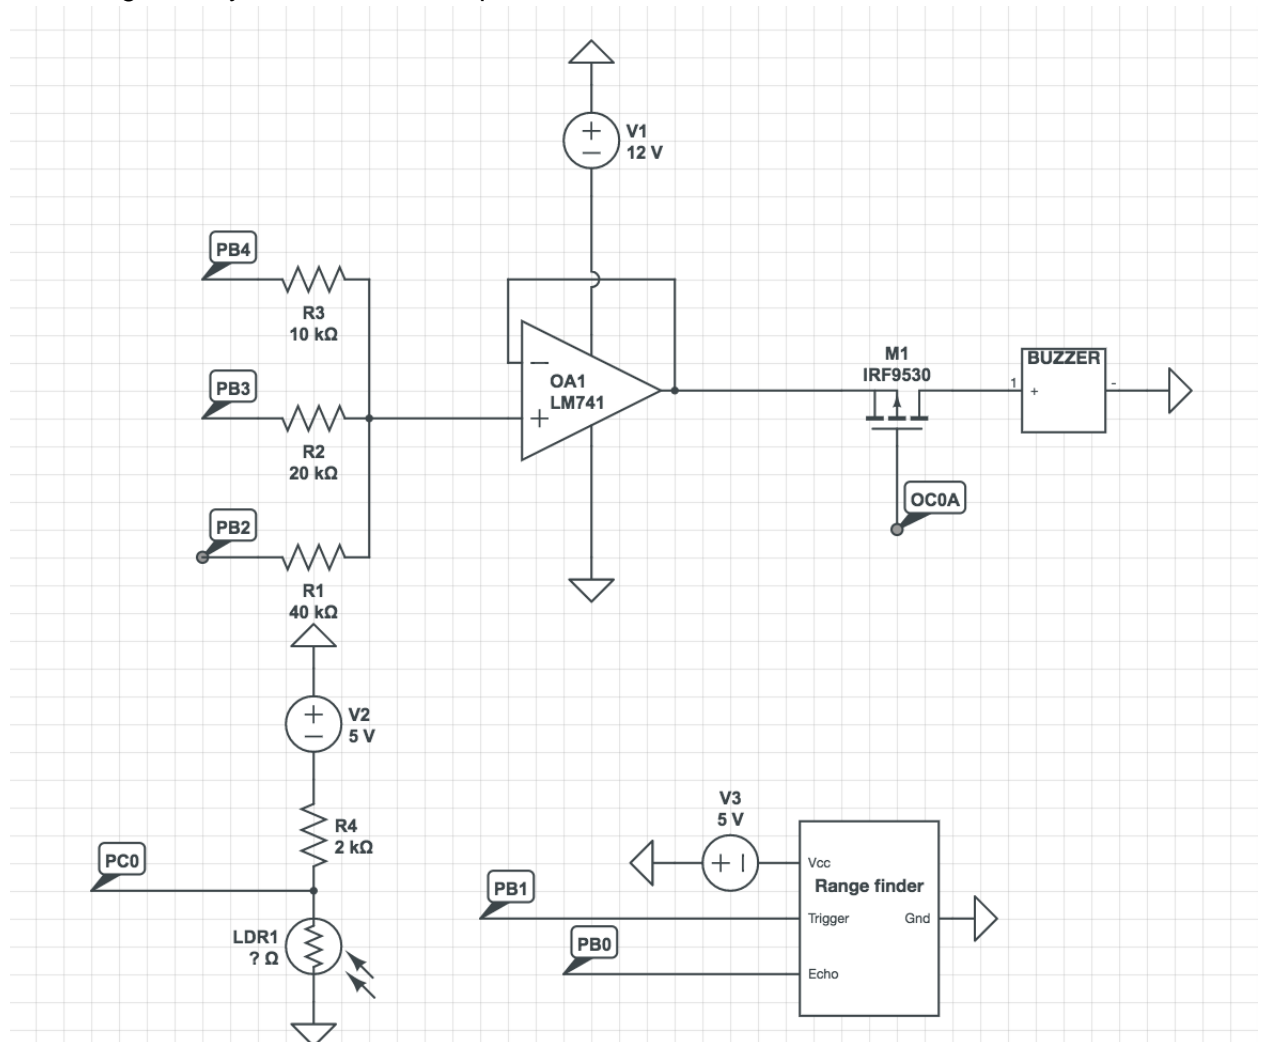 V1
12 V
PB4
R3
10 kΩ
PB3
R2
20 kΩ
PB2
R1
40 kΩ
OA1
LM741
M1
IRF9530
OC0A
BUZZER
1
+
-
V2
5 V
R4
2 kΩ
PC0
LDR1
? Ω
V3
5 V
PB1
PB0
Vcc
Range finder
Trigger
Gnd
Echo